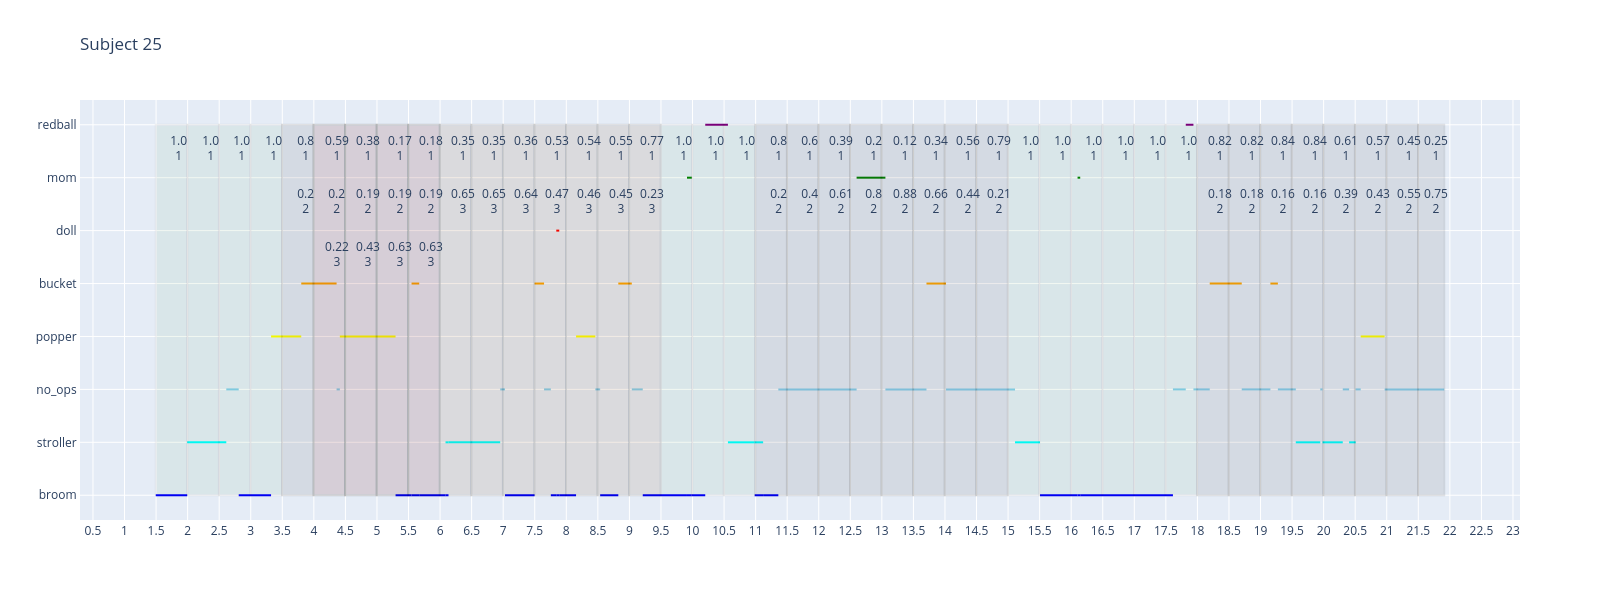 Subject 25
redball
1.0 1.0 1.0 1.0 0.8 0.59 0.38 0.17 0.18 0.35 0.35 0.36 0.53 0.54 0.55 0.77 1.0 1.0 1.0 0.8 0.6 0.39 0.2 0.12 0.34 0.56 0.79 1.0 1.0 1.0 1.0 1.0 1.0 0.82 0.82 0.84 0.84 0.61 0.57 0.45 0.25
1 1 1 1 1 1 1 1 1 1 1 1 1 1 1 1 1 1 1 1 1 1 1 1 1 1 1 1 1 1 1 1 1 1 1 1 1 1 1 1 1
mom
0.2 0.2 0.19 0.19 0.19 0.65 0.65 0.64 0.47 0.46 0.45 0.23 0.2 0.4 0.61 0.8 0.88 0.66 0.44 0.21 0.18 0.18 0.16 0.16 0.39 0.43 0.55 0.75
2 2 2 2 2 3 3 3 3 3 3 3 2 2 2 2 2 2 2 2 2 2 2 2 2 2 2 2
doll
0.22 0.43 0.63 0.63
3 3 3 3
bucket
popper
no_ops
stroller
broom
0.5 1 1.5 2 2.5 3 3.5 4 4.5 5 5.5 6 6.5 7 7.5 8 8.5 9 9.5 10 10.5 11 11.5 12 12.5 13 13.5 14 14.5 15 15.5 16 16.5 17 17.5 18 18.5 19 19.5 20 20.5 21 21.5 22 22.5 23